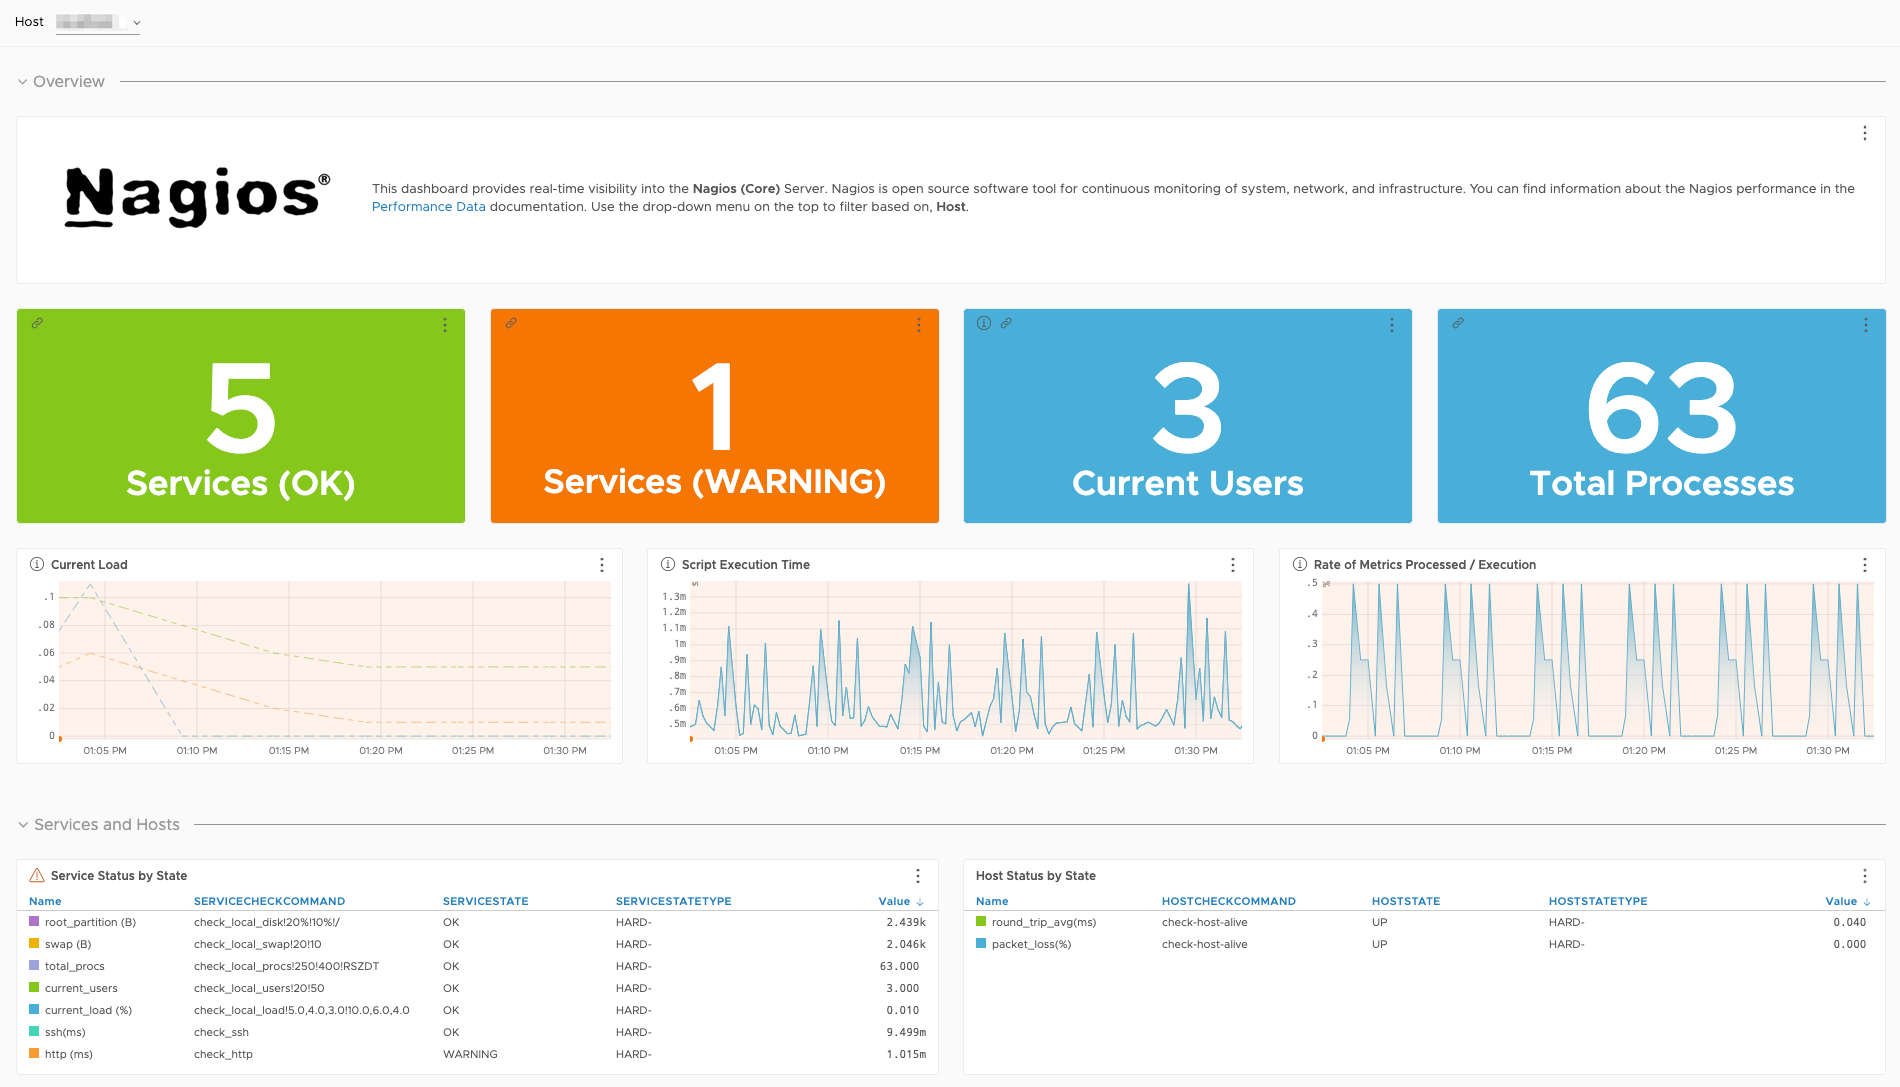 Host
Overview
Nagios®
This dashboard provides real-time visibility into the Nagios (Core) Server. Nagios is open source software tool for continuous monitoring of system, network, and infrastructure. You can find information about the Nagios performance in the
Performance Data documentation. Use the drop-down menu on the top to filter based on, Host.
5
Services (OK)
1
Services (WARNING)
3
Current Users
63
Total Processes
Current Load
.1
.08
.06
.04
.02
0
01:05 PM 01:10 PM 01:15 PM 01:20 PM 01:25 PM 01:30 PM
Script Execution Time
s
1.3m
1.2m
1.1m
1m
.9m
.8m
.7m
.6m
.5m
01:05 PM 01:10 PM 01:15 PM 01:20 PM 01:25 PM 01:30 PM
Rate of Metrics Processed / Execution
.5
.4
.3
.2
.1
0
01:05 PM 01:10 PM 01:15 PM 01:20 PM 01:25 PM 01:30 PM
Services and Hosts
Service Status by State
Name SERVICECHECKCOMMAND SERVICESTATE SERVICESTATETYPE Value ↓
root_partition (B) check_local_disk!20%!10%!/ OK HARD- 2.439k
swap (B) check_local_swap!20!10 OK HARD- 2.046k
total_procs check_local_procs!250!400!RSZDT OK HARD- 63.000
current_users check_local_users!20!50 OK HARD- 3.000
current_load (%) check_local_load!5.0,4.0,3.0!10.0,6.0,4.0 OK HARD- 0.010
ssh(ms) check_ssh OK HARD- 9.499m
http (ms) check_http WARNING HARD- 1.015m
Host Status by State
Name HOSTCHECKCOMMAND HOSTSTATE HOSTSTATETYPE Value ↓
round_trip_avg(ms) check-host-alive UP HARD- 0.040
packet_loss(%) check-host-alive UP HARD- 0.000